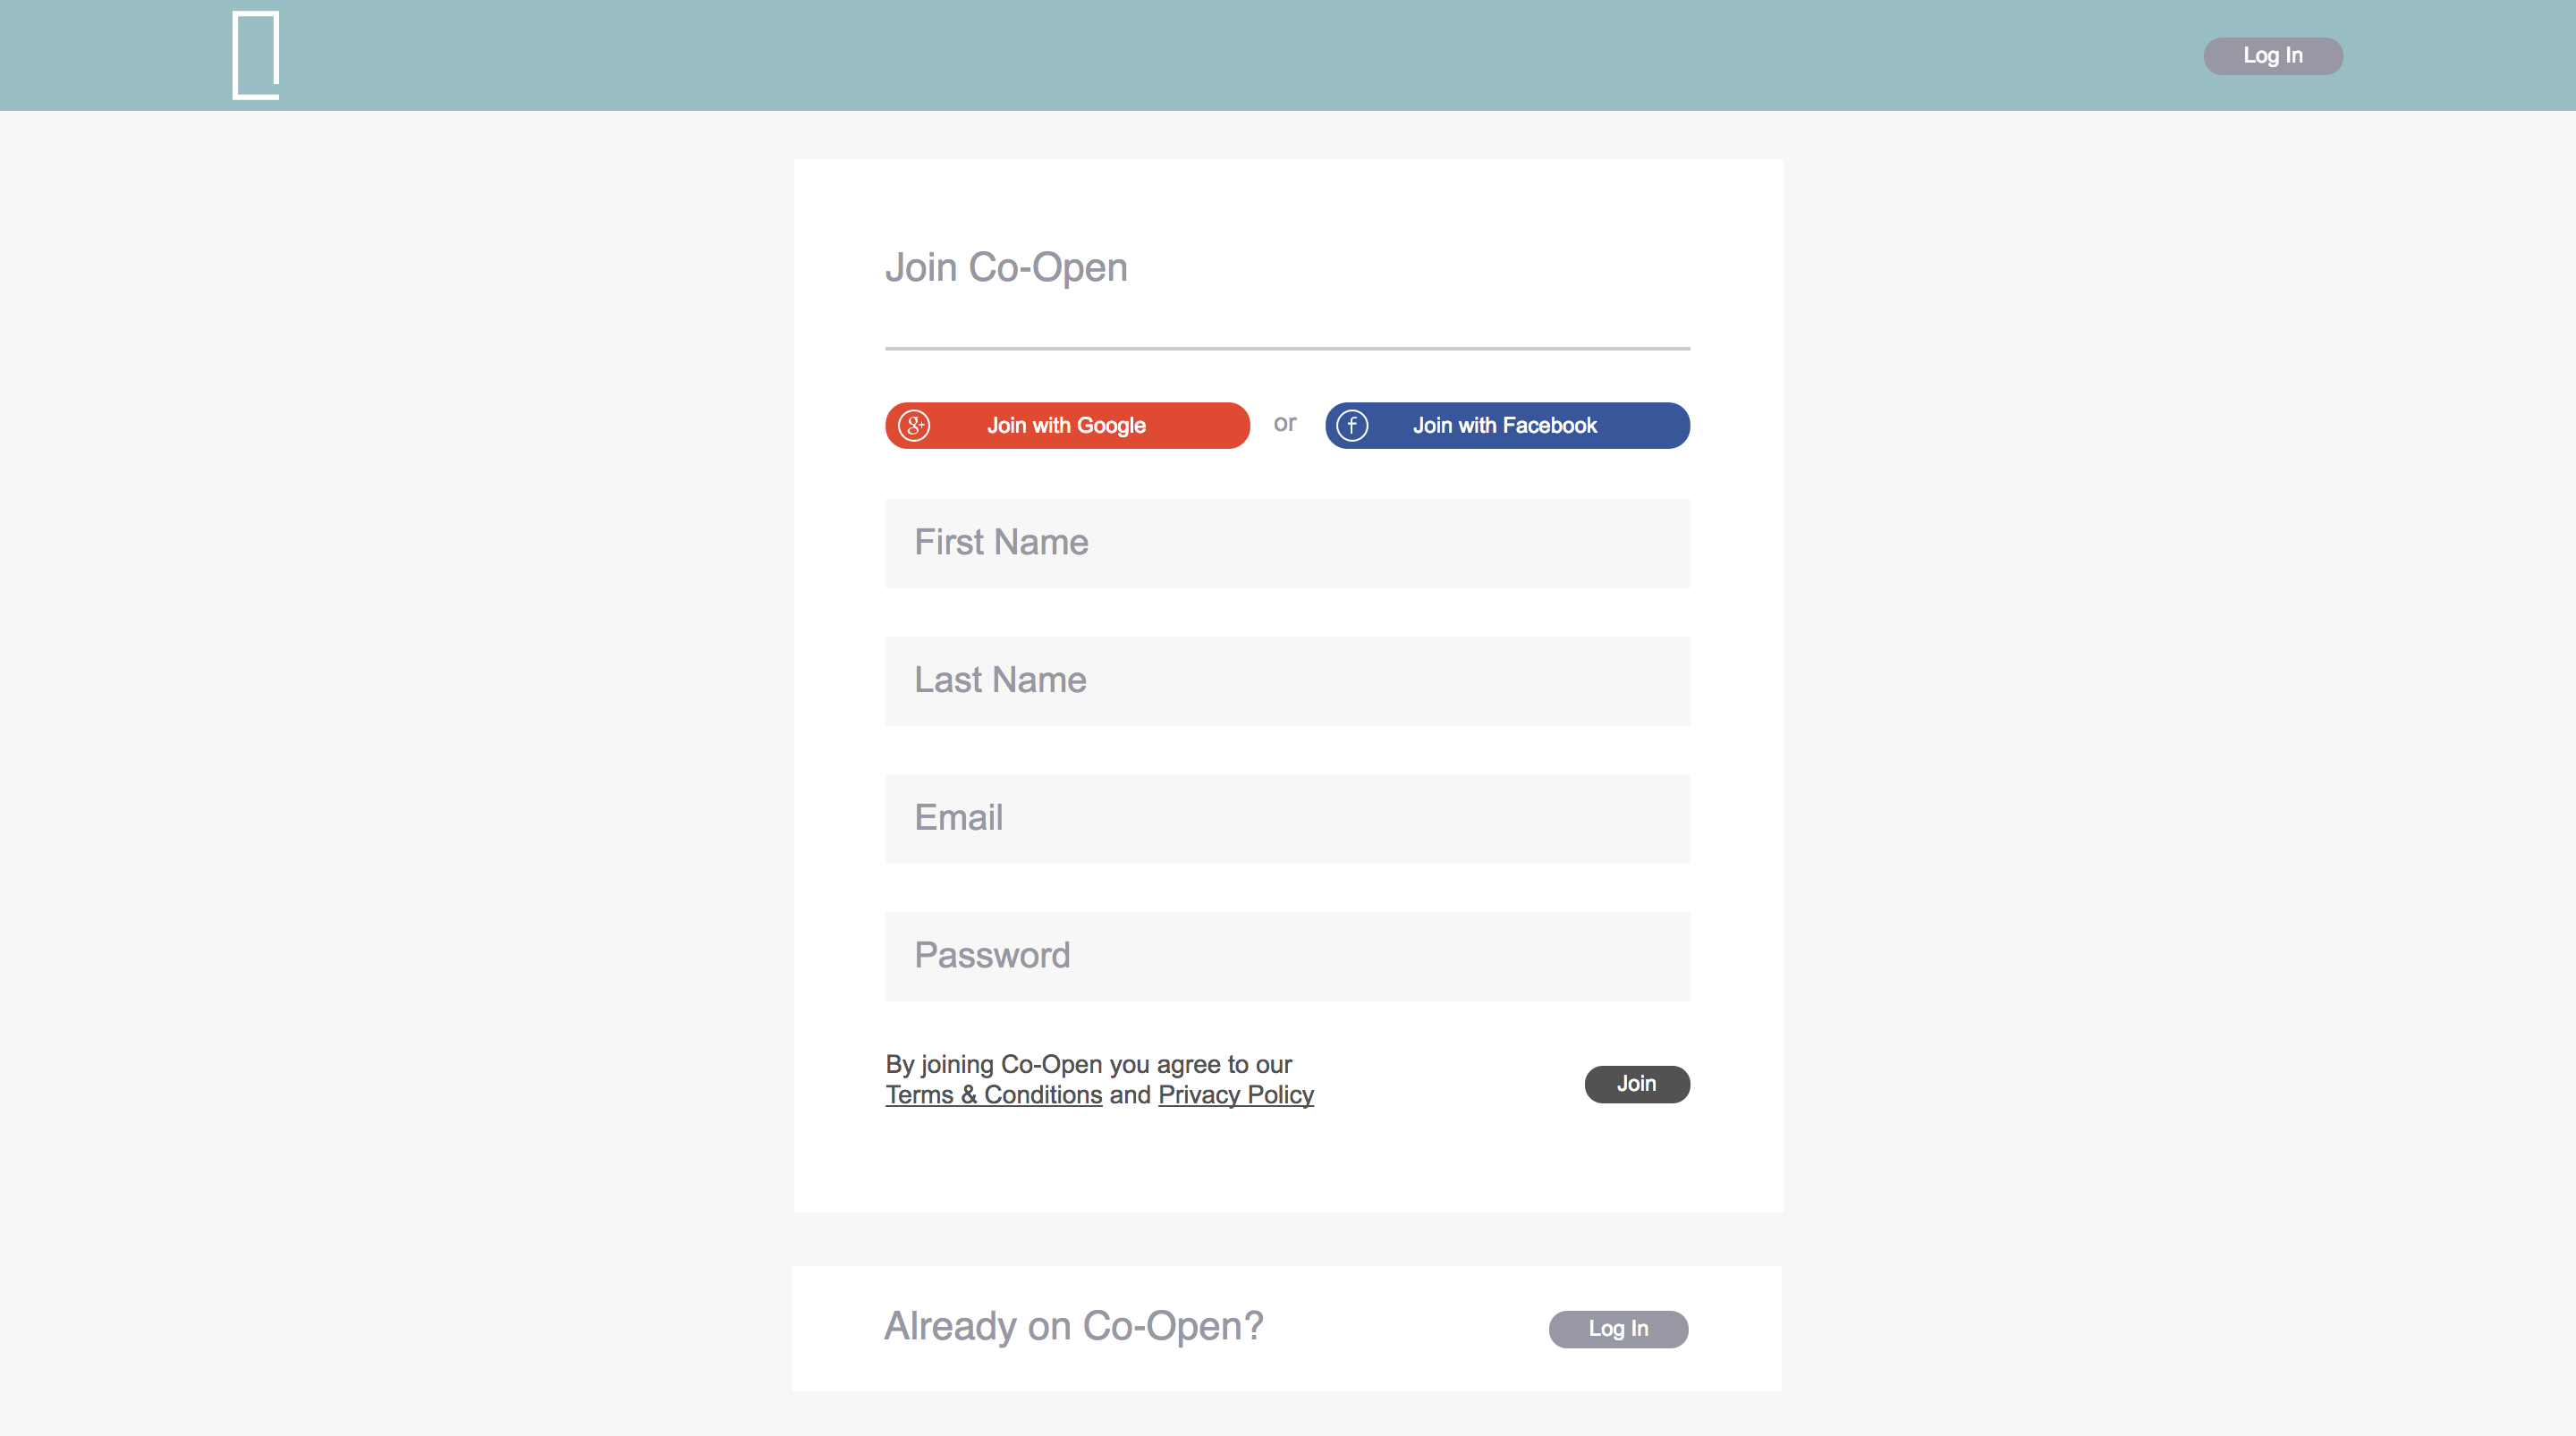 Log In
Join Co-Open
Join with Google
or
Join with Facebook
First Name
Last Name
Email
Password
By joining Co-Open you agree to our
Terms & Conditions and Privacy Policy
Join
Already on Co-Open?
Log In